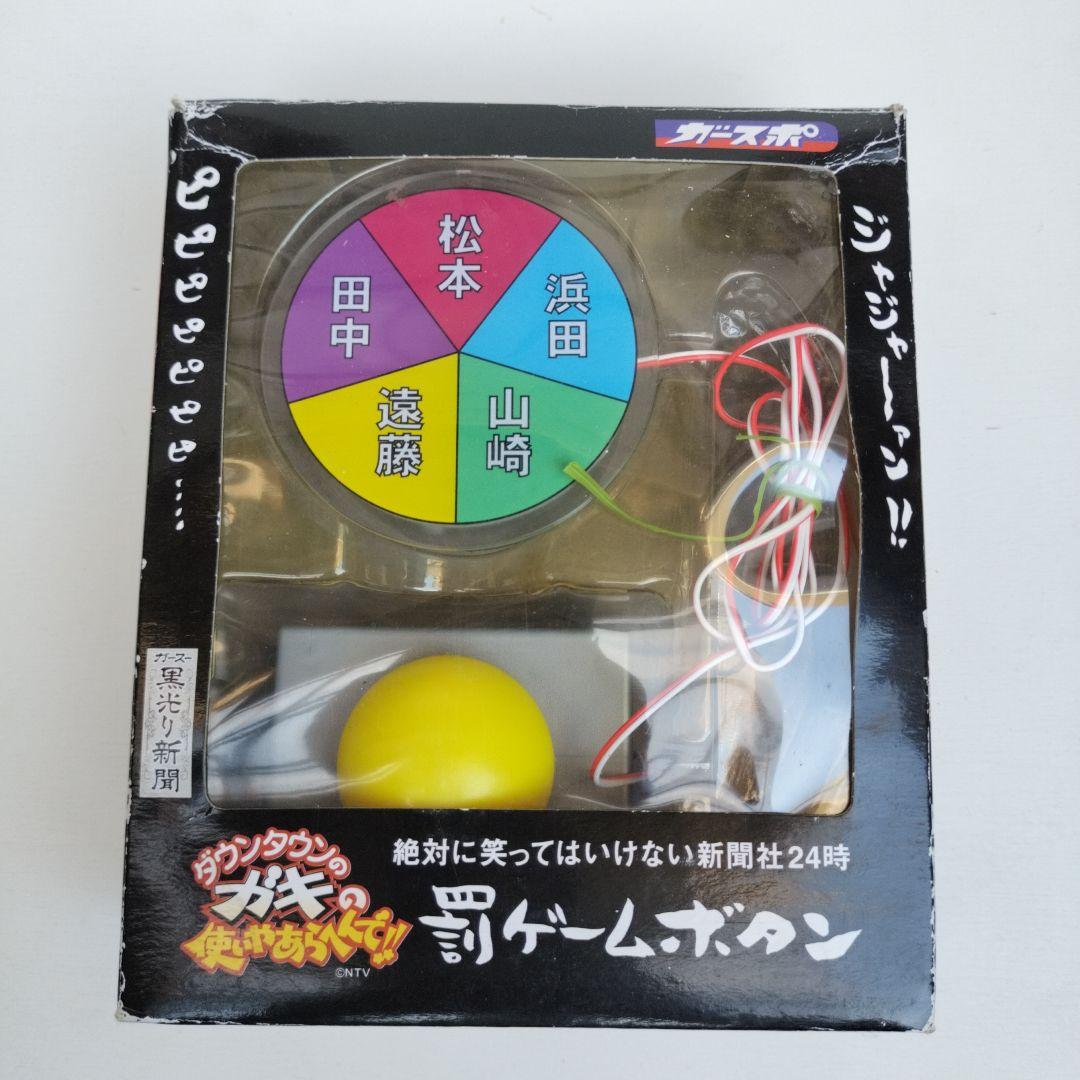 ガースポ
ピピピピピピピピ……
ジャジャーーァン!!
松本
浜田
山崎
遠藤
田中
ガースー
黒光り新聞
ダウンタウンの
ガキの
使いやあらへんで!!
©NTV
絶対に笑ってはいけない新聞社24時
罰ゲームボタン